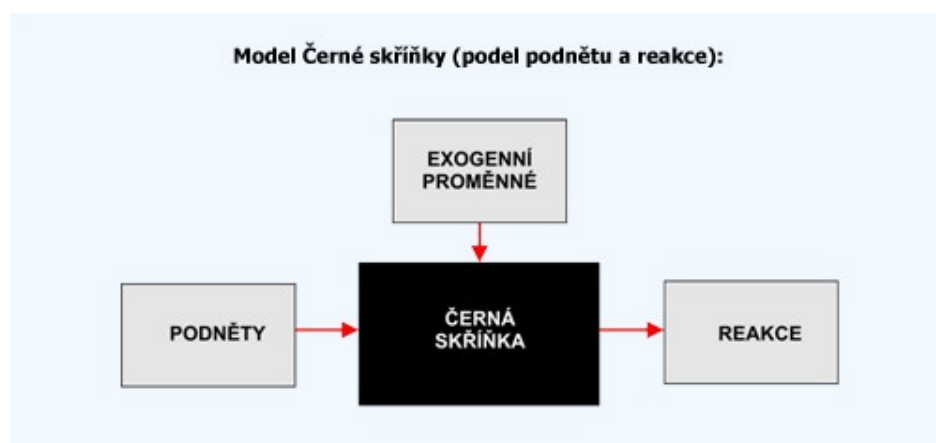 Model Černé skříňky (podel podnětu a reakce):
EXOGENNÍ
PROMĚNNÉ
PODNĚTY
ČERNÁ
SKŘÍŇKA
REAKCE